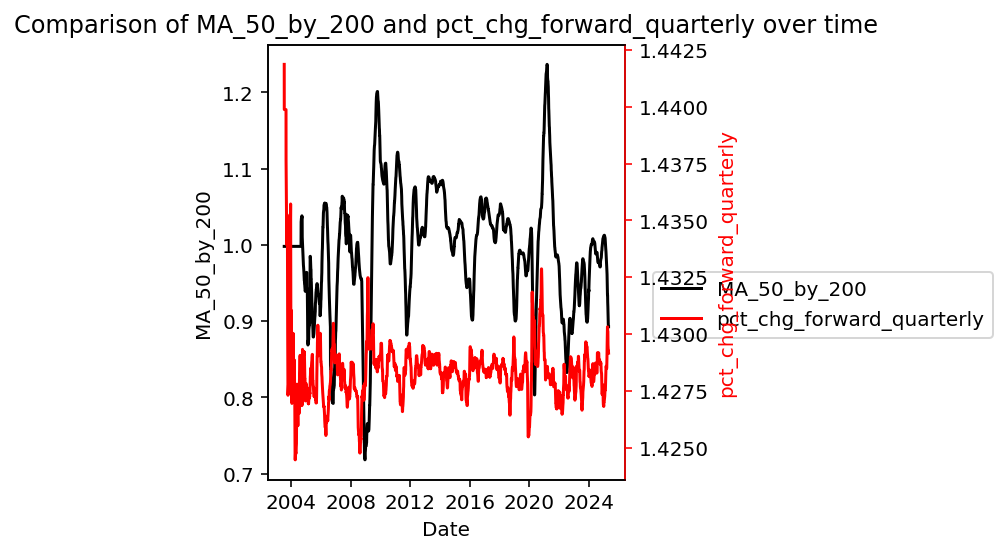 Comparison of MA_50_by_200 and pct_chg_forward_quarterly over time
MA_50_by_200
1.2
1.1
1.0
0.9
0.8
0.7
2004 2008 2012 2016 2020 2024
Date
1.4425
1.4400
1.4375
1.4350
1.4325
1.4300
1.4275
1.4250
pct_chg_forward_quarterly
MA_50_by_200
pct_chg_forward_quarterly